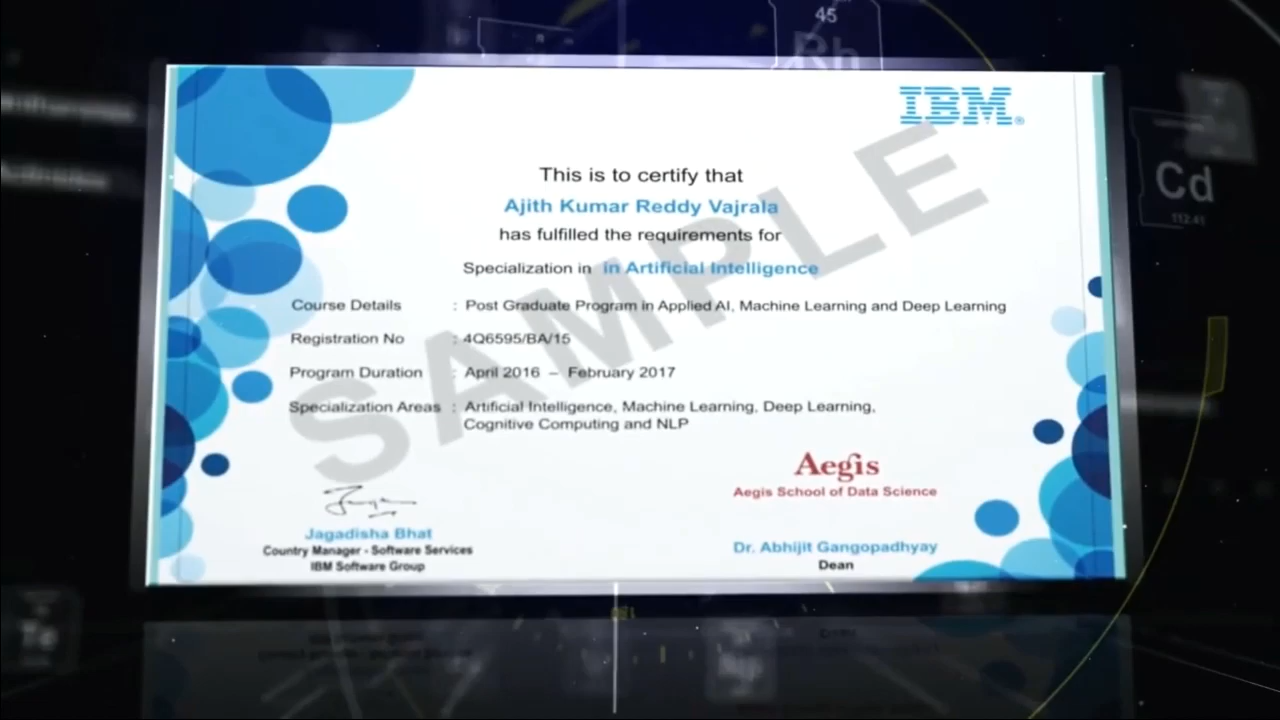 45
Rh
IBM®
Cd
112.41
This is to certify that
Ajith Kumar Reddy Vajrala
has fulfilled the requirements for
Specialization in in Artificial Intelligence
Course Details : Post Graduate Program in Applied AI, Machine Learning and Deep Learning
Registration No : 4Q6595/BA/15
Program Duration : April 2016 – February 2017
Specialization Areas : Artificial Intelligence, Machine Learning, Deep Learning,
Cognitive Computing and NLP
SAMPLE
Aegis
Aegis School of Data Science
Jagadisha Bhat
Country Manager - Software Services
IBM Software Group
Dr. Abhijit Gangopadhyay
Dean